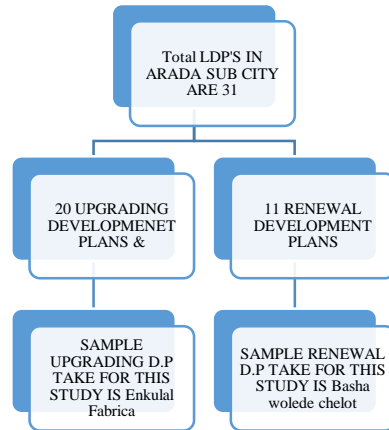 Total LDP'S IN
ARADA SUB CITY
ARE 31
20 UPGRADING
DEVELOPMENET
PLANS &
11 RENEWAL
DEVELOPMENT
PLANS
SAMPLE
UPGRADING D.P
TAKE FOR THIS
STUDY IS Enkulal
Fabrica
SAMPLE RENEWAL
D.P TAKE FOR THIS
STUDY IS Basha
wolede chelot